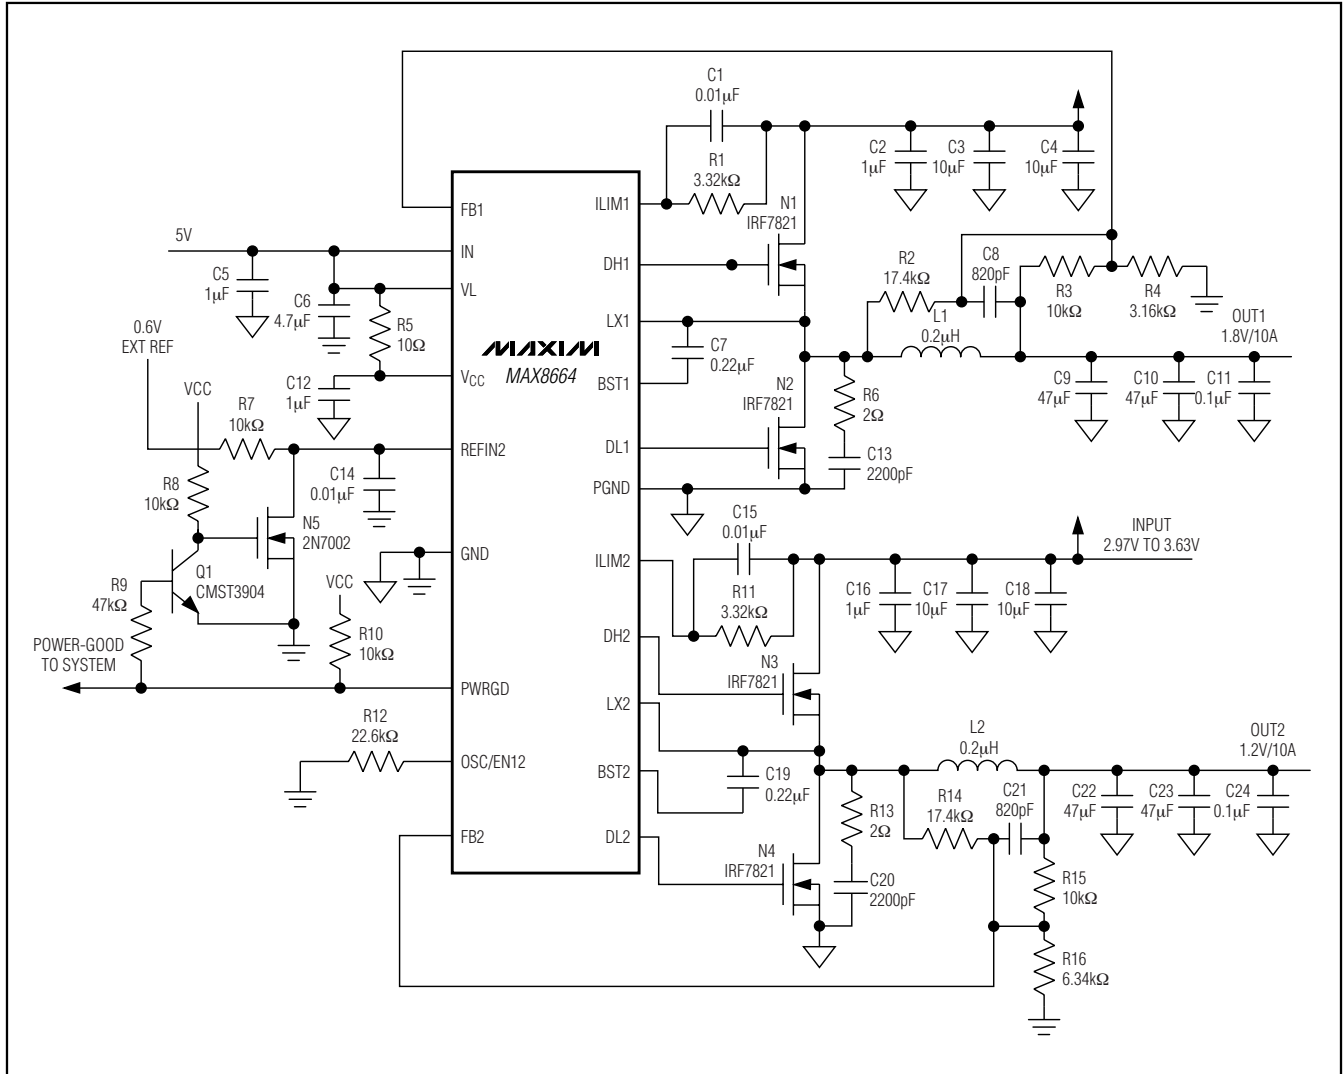 C1
0.01µF
R1
3.32kΩ
C2
1µF
C3
10µF
C4
10µF
N1
IRF7821
FB1
ILIM1
5V
IN
DH1
C5
1µF
VL
C6
4.7µF
R5
10Ω
0.6V
EXT REF
LX1
C7
0.22µF
MAXIM
MAX8664
VCC
BST1
C12
1µF
R2
17.4kΩ
C8
820pF
R3
10kΩ
R4
3.16kΩ
L1
0.2µH
OUT1
1.8V/10A
C9
47µF
C10
47µF
C11
0.1µF
N2
IRF7821
R6
2Ω
C13
2200pF
VCC
R7
10kΩ
REFIN2
DL1
R8
10kΩ
C14
0.01µF
PGND
N5
2N7002
C15
0.01µF
INPUT
2.97V TO 3.63V
GND
ILIM2
Q1
CMST3904
R9
47kΩ
VCC
R10
10kΩ
R11
3.32kΩ
C16
1µF
C17
10µF
C18
10µF
DH2
POWER-GOOD
TO SYSTEM
PWRGD
N3
IRF7821
LX2
R12
22.6kΩ
OSC/EN12
BST2
C19
0.22µF
L2
0.2µH
OUT2
1.2V/10A
R13
2Ω
R14
17.4kΩ
C21
820pF
C22
47µF
C23
47µF
C24
0.1µF
FB2
DL2
N4
IRF7821
C20
2200pF
R15
10kΩ
R16
6.34kΩ